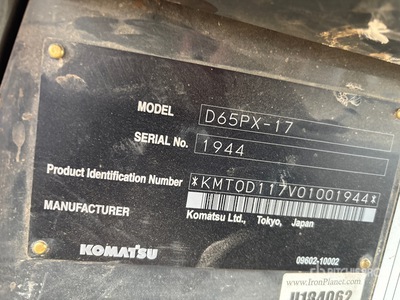 MODEL D65PX-17
SERIAL No. 1944
Product Identification Number *KMT0D117V01001944*
MANUFACTURER Komatsu Ltd., Tokyo, Japan
KOMATSU 09602-10002
www.IronPlanet.com
U184062